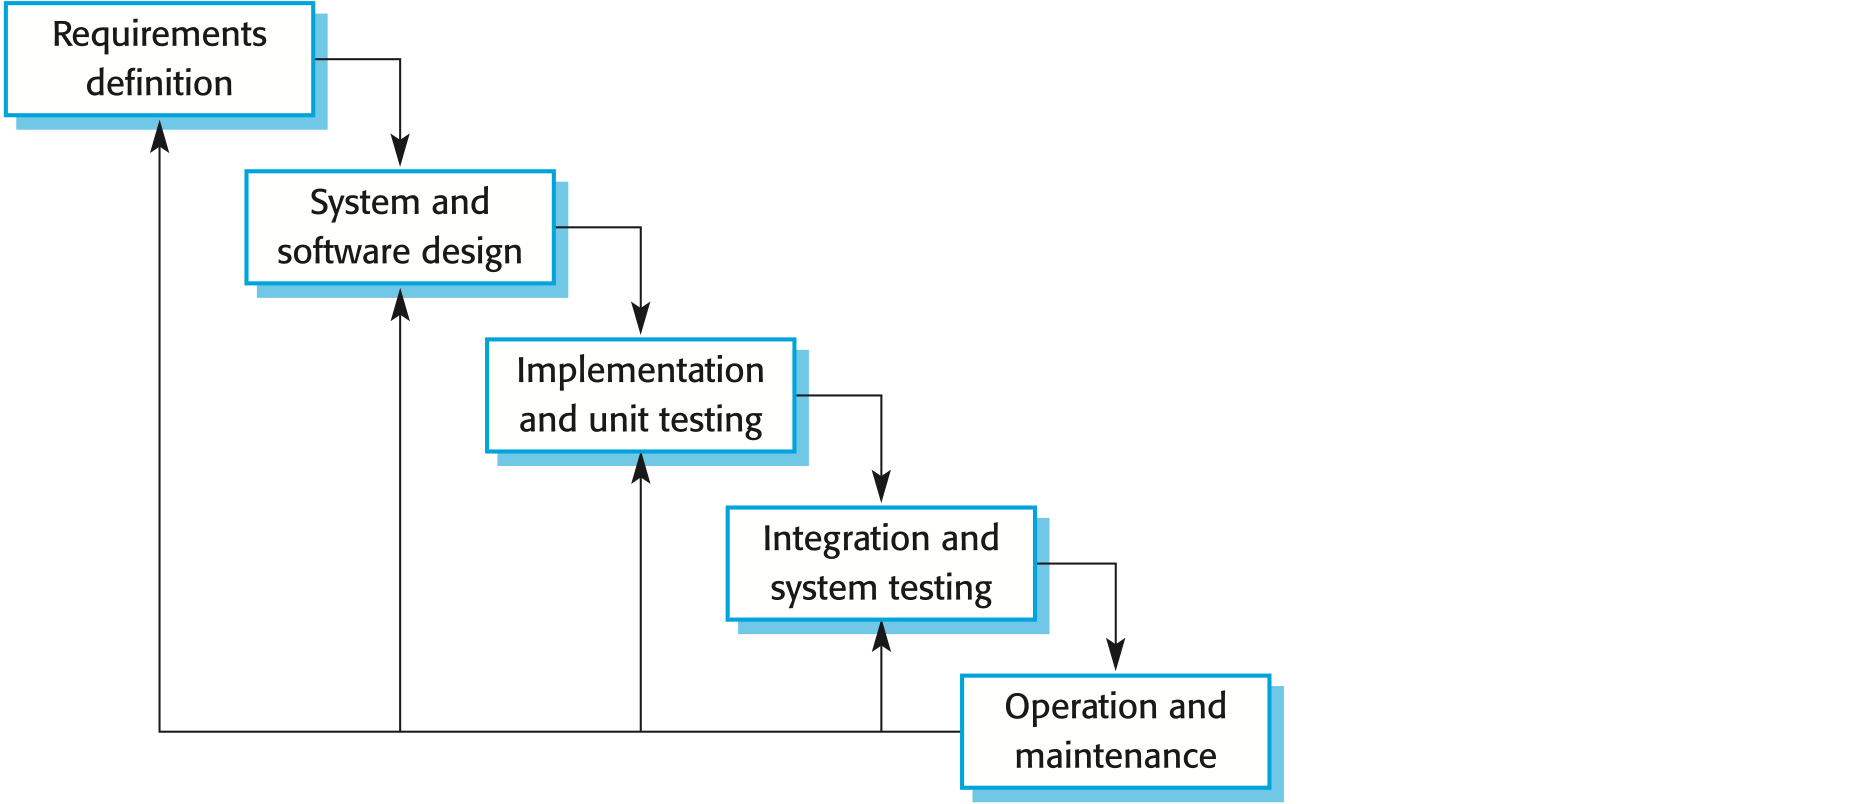 Requirements
definition
System and
software design
Implementation
and unit testing
Integration and
system testing
Operation and
maintenance